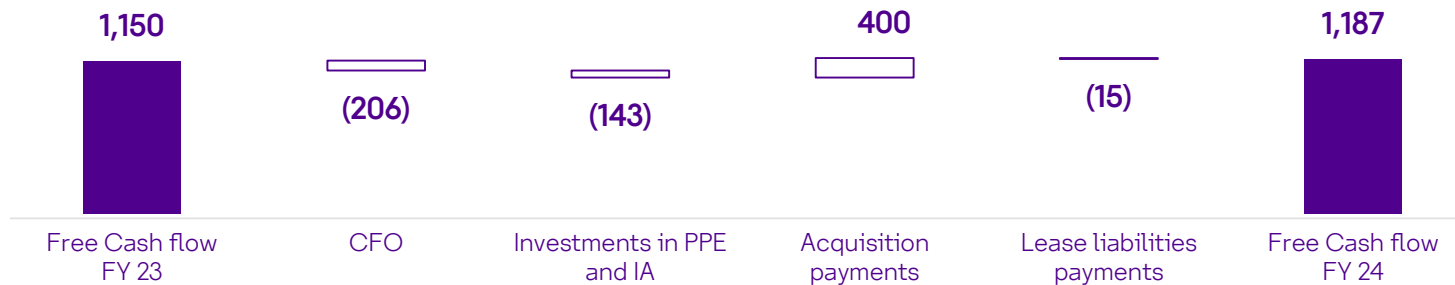 1,150
400
1,187
(206)
(143)
(15)
Free Cash flow
FY 23
CFO
Investments in PPE
and IA
Acquisition
payments
Lease liabilities
payments
Free Cash flow
FY 24